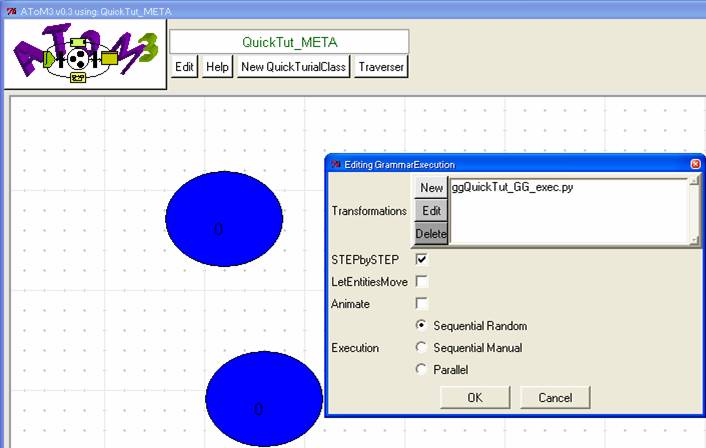 AToM3 v0.3 using: QuickTut_META
AToM3
QuickTut_META
Edit Help New QuickTurialClass Traverser
0
0
Editing GrammarExecution
Transformations
New
Edit
Delete
ggQuickTut_GG_exec.py
STEPbySTEP
LetEntitiesMove
Animate
Execution
Sequential Random
Sequential Manual
Parallel
OK Cancel